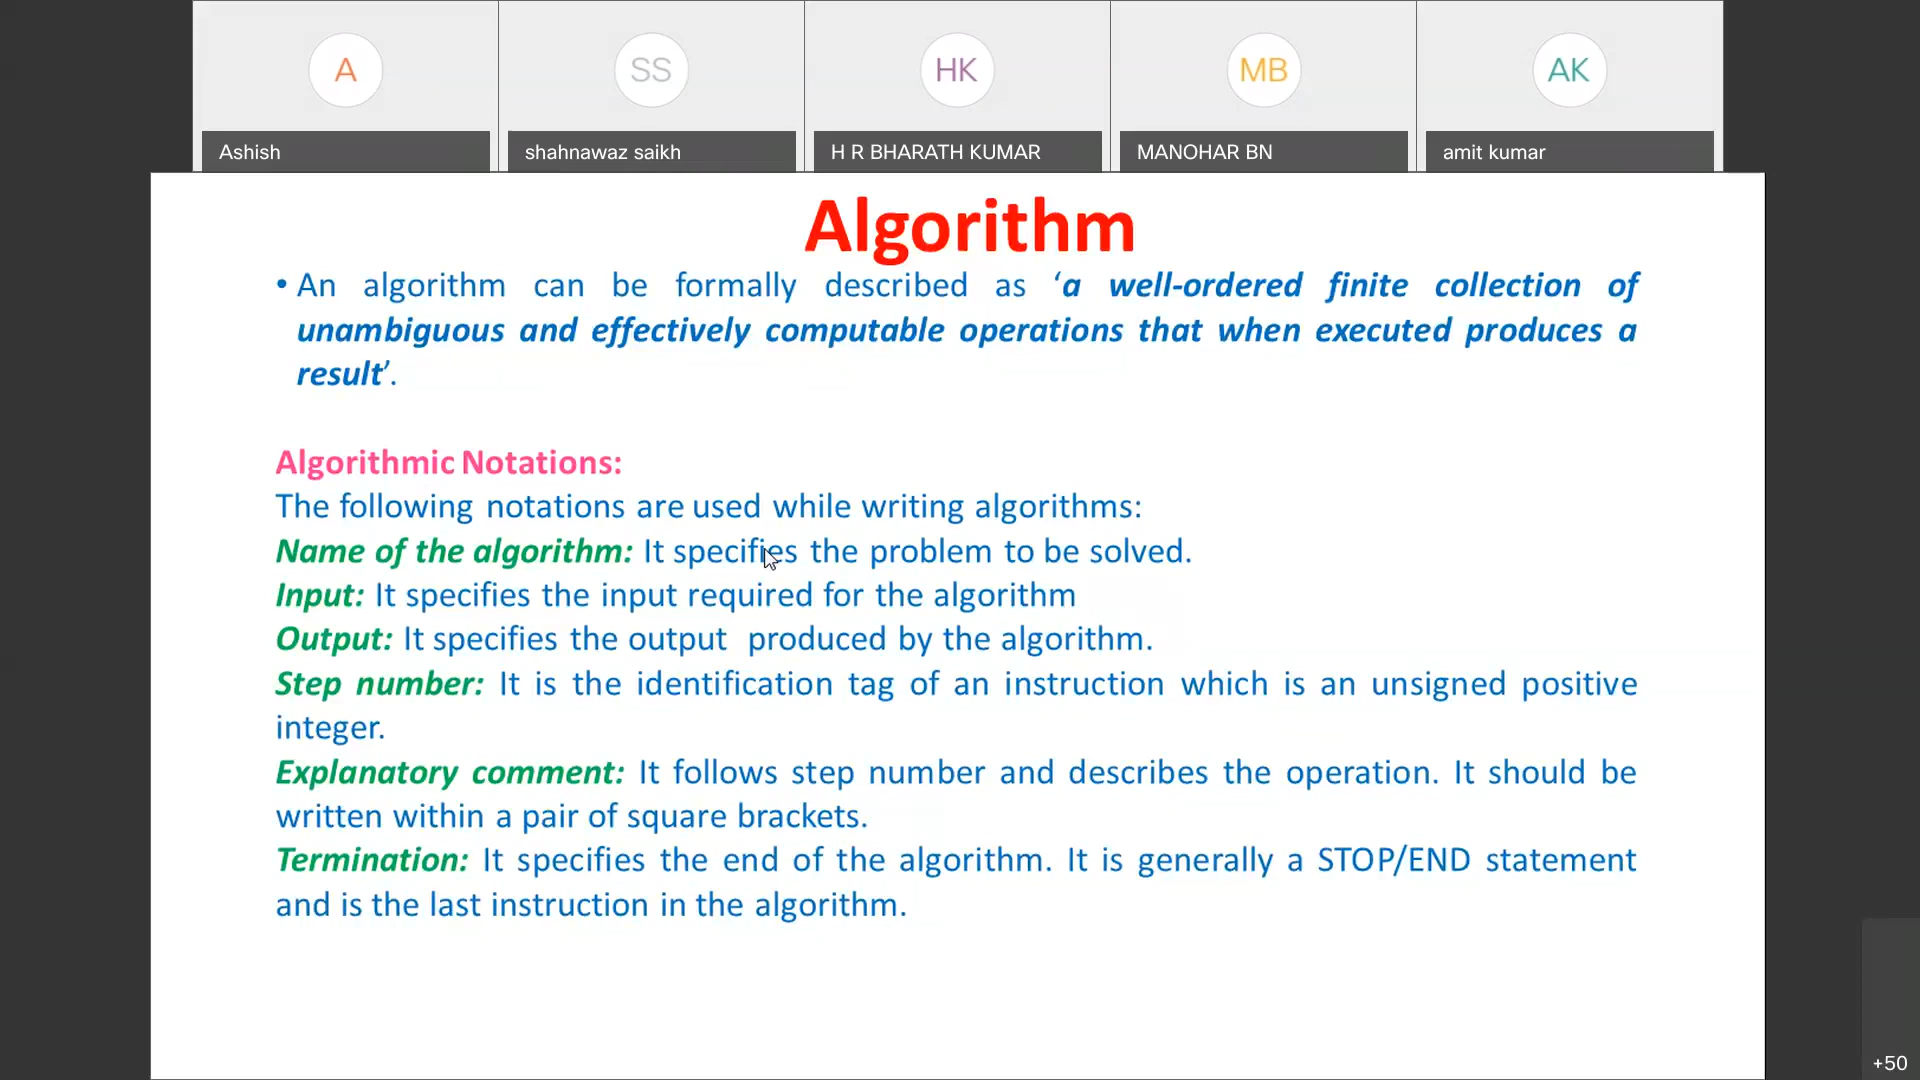 A SS HK MB AK
Ashish shahnawaz saikh H R BHARATH KUMAR MANOHAR BN amit kumar
Algorithm
• An algorithm can be formally described as ‘a well-ordered finite collection of
unambiguous and effectively computable operations that when executed produces a
result’.
Algorithmic Notations:
The following notations are used while writing algorithms:
Name of the algorithm: It specifies the problem to be solved.
Input: It specifies the input required for the algorithm
Output: It specifies the output produced by the algorithm.
Step number: It is the identification tag of an instruction which is an unsigned positive
integer.
Explanatory comment: It follows step number and describes the operation. It should be
written within a pair of square brackets.
Termination: It specifies the end of the algorithm. It is generally a STOP/END statement
and is the last instruction in the algorithm.
+50